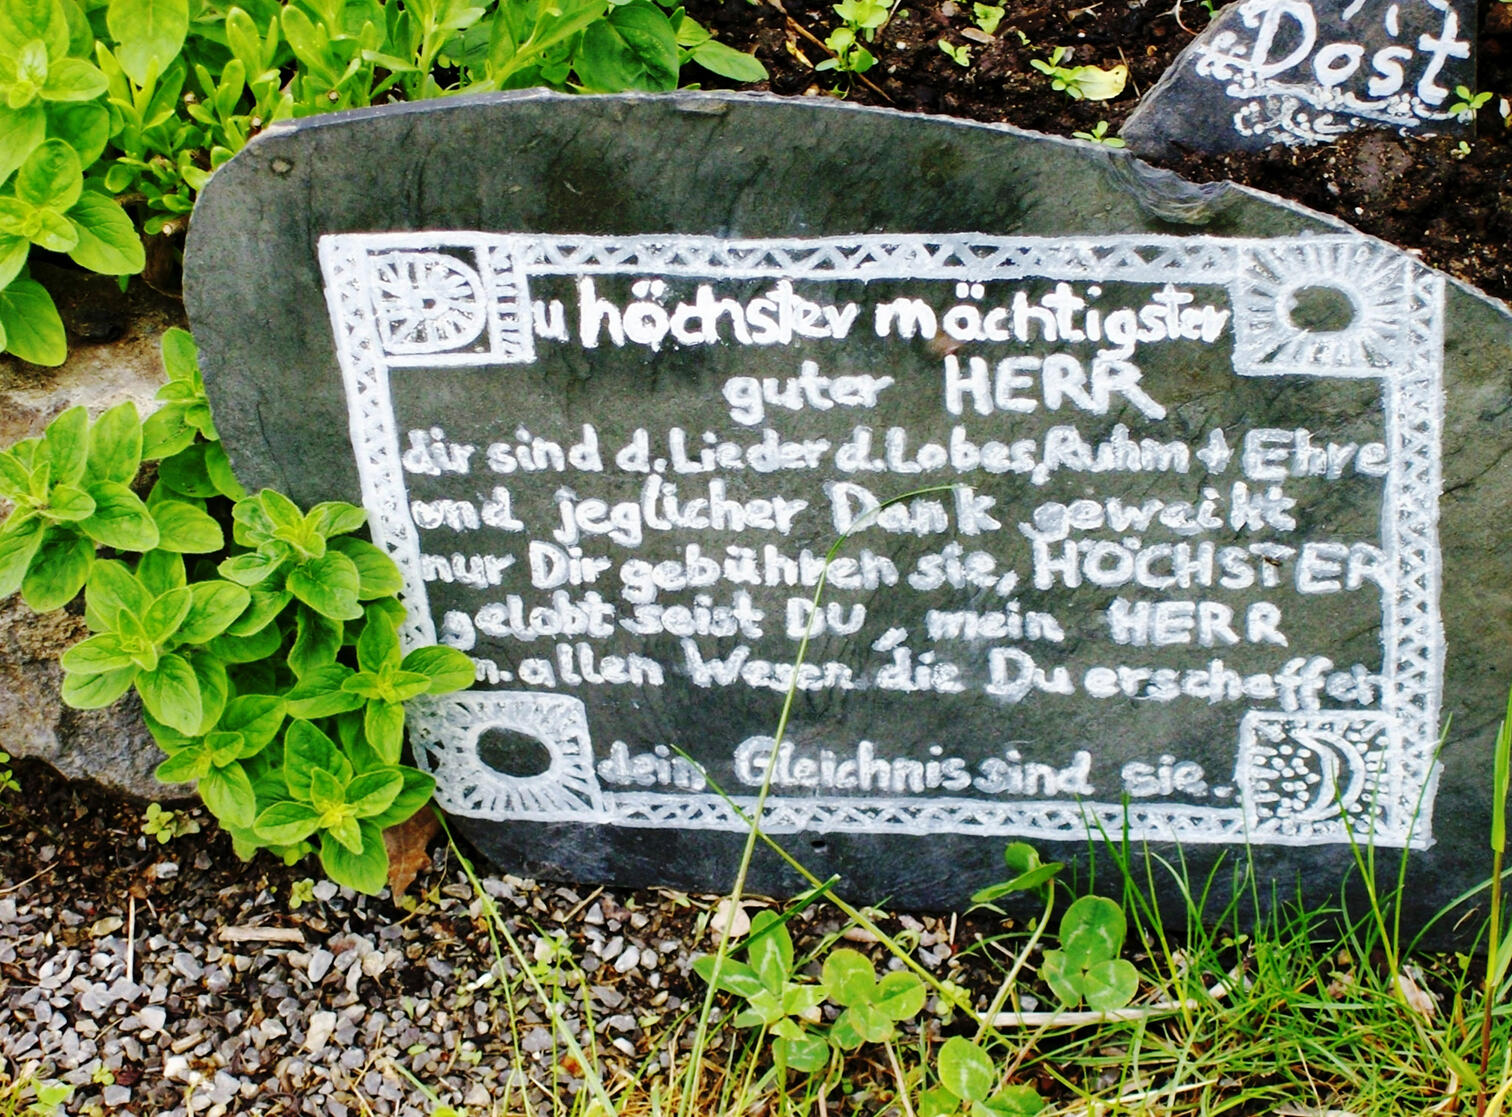 Dost
Du höchster mächtigster
guter HERR
dir sind d. Lieder d. Lobes, Ruhm + Ehre
und jeglicher Dank geweiht
nur Dir gebühren sie, HÖCHSTER
gelobt seist DU, mein HERR
n. allen Wesen die Du erschaffen
dein Gleichnis sind sie.